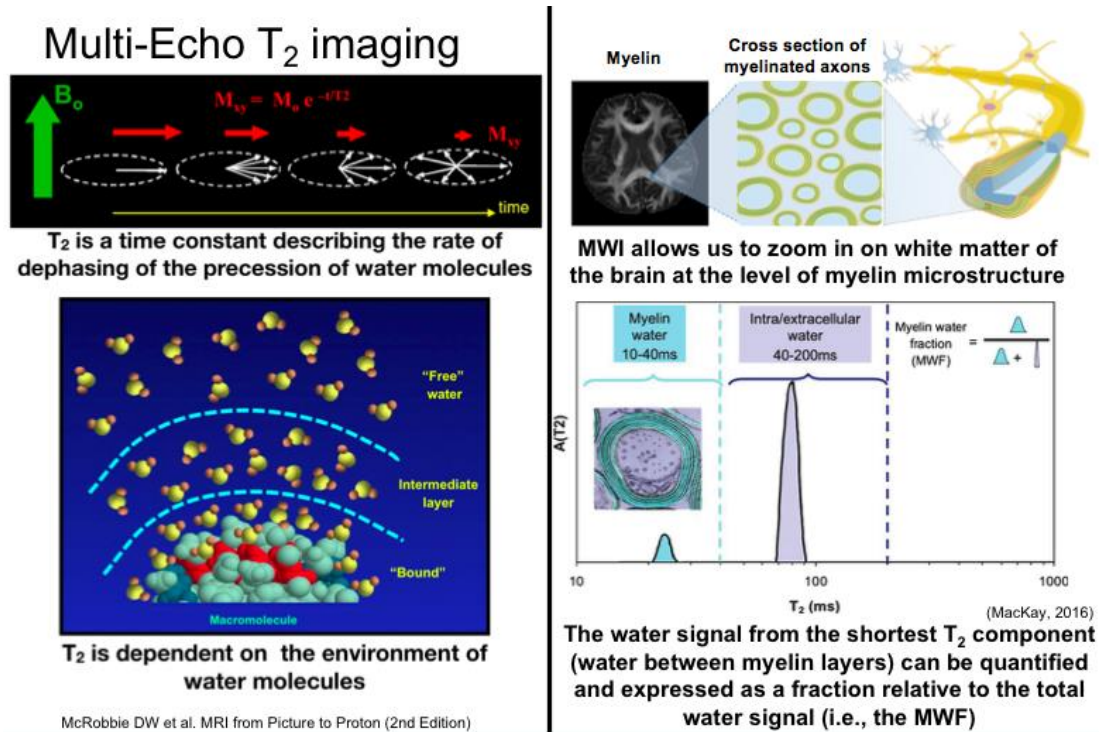 Multi-Echo T₂ imaging
Bₒ
Mₓᵧ = Mₒ e ⁻ᵗ/ᵀ²
Mₓᵧ
time
T₂ is a time constant describing the rate of
dephasing of the precession of water molecules
“Free”
water
Intermediate
layer
“Bound”
Macromolecule
T₂ is dependent on the environment of
water molecules
McRobbie DW et al. MRI from Picture to Proton (2nd Edition)
Myelin
Cross section of
myelinated axons
MWI allows us to zoom in on white matter of
the brain at the level of myelin microstructure
Myelin
water
10-40ms
Intra/extracellular
water
40-200ms
Myelin water
fraction
(MWF)
=
+
A(T2)
10
100
1000
T₂ (ms)
(MacKay, 2016)
The water signal from the shortest T₂ component
(water between myelin layers) can be quantified
and expressed as a fraction relative to the total
water signal (i.e., the MWF)